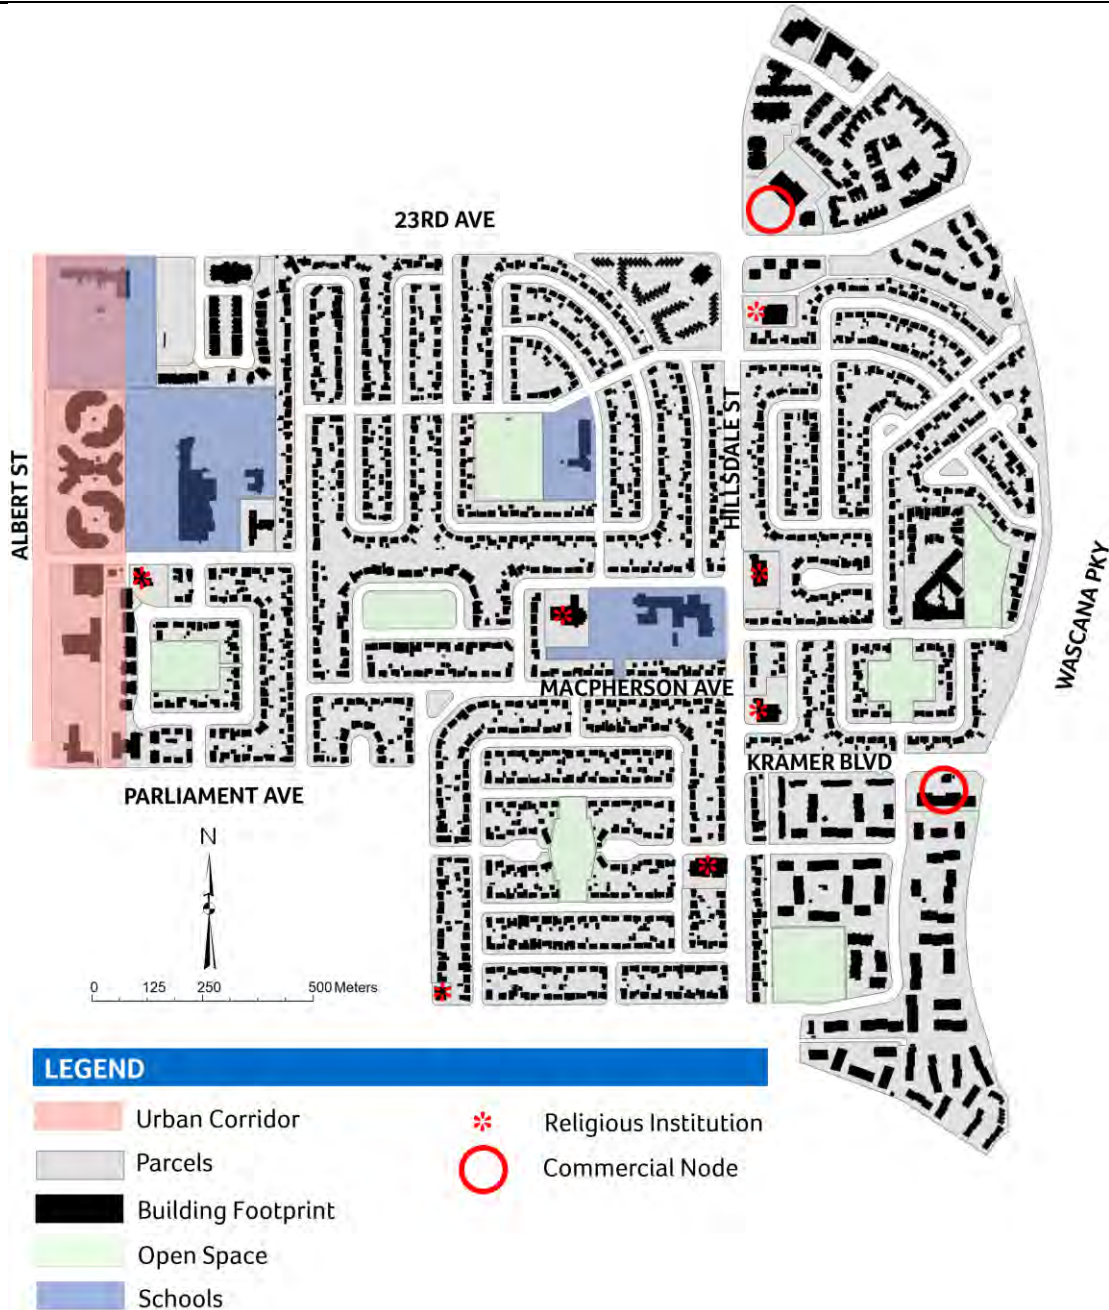 23RD AVE
ALBERT ST
HILLSDALE ST
WASCANA PKY
MACPHERSON AVE
KRAMER BLVD
PARLIAMENT AVE
N
0 125 250 500 Meters
LEGEND
Urban Corridor
Parcels
Building Footprint
Open Space
Schools
Religious Institution
Commercial Node